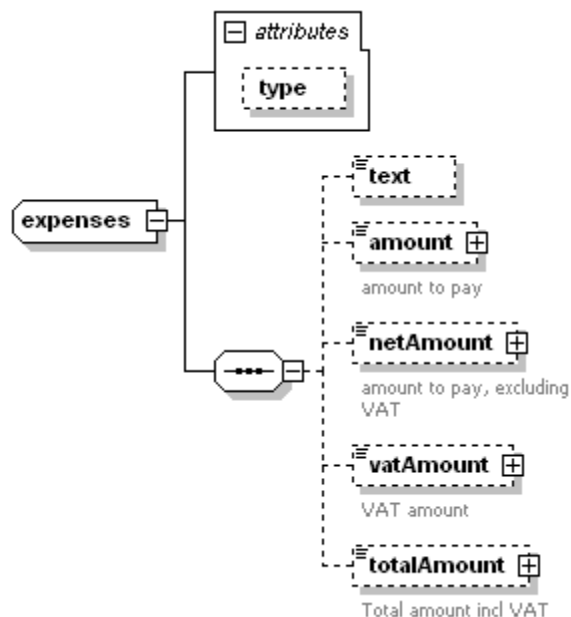 attributes
type
expenses
text
amount
amount to pay
netAmount
amount to pay, excluding
VAT
vatAmount
VAT amount
totalAmount
Total amount incl VAT